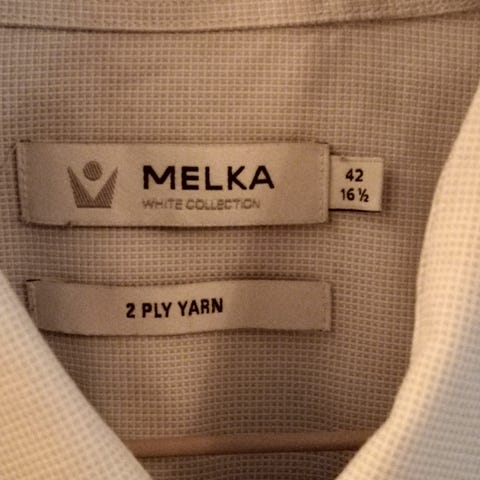 MELKA
WHITE COLLECTION
42
16 ½
2 PLY YARN